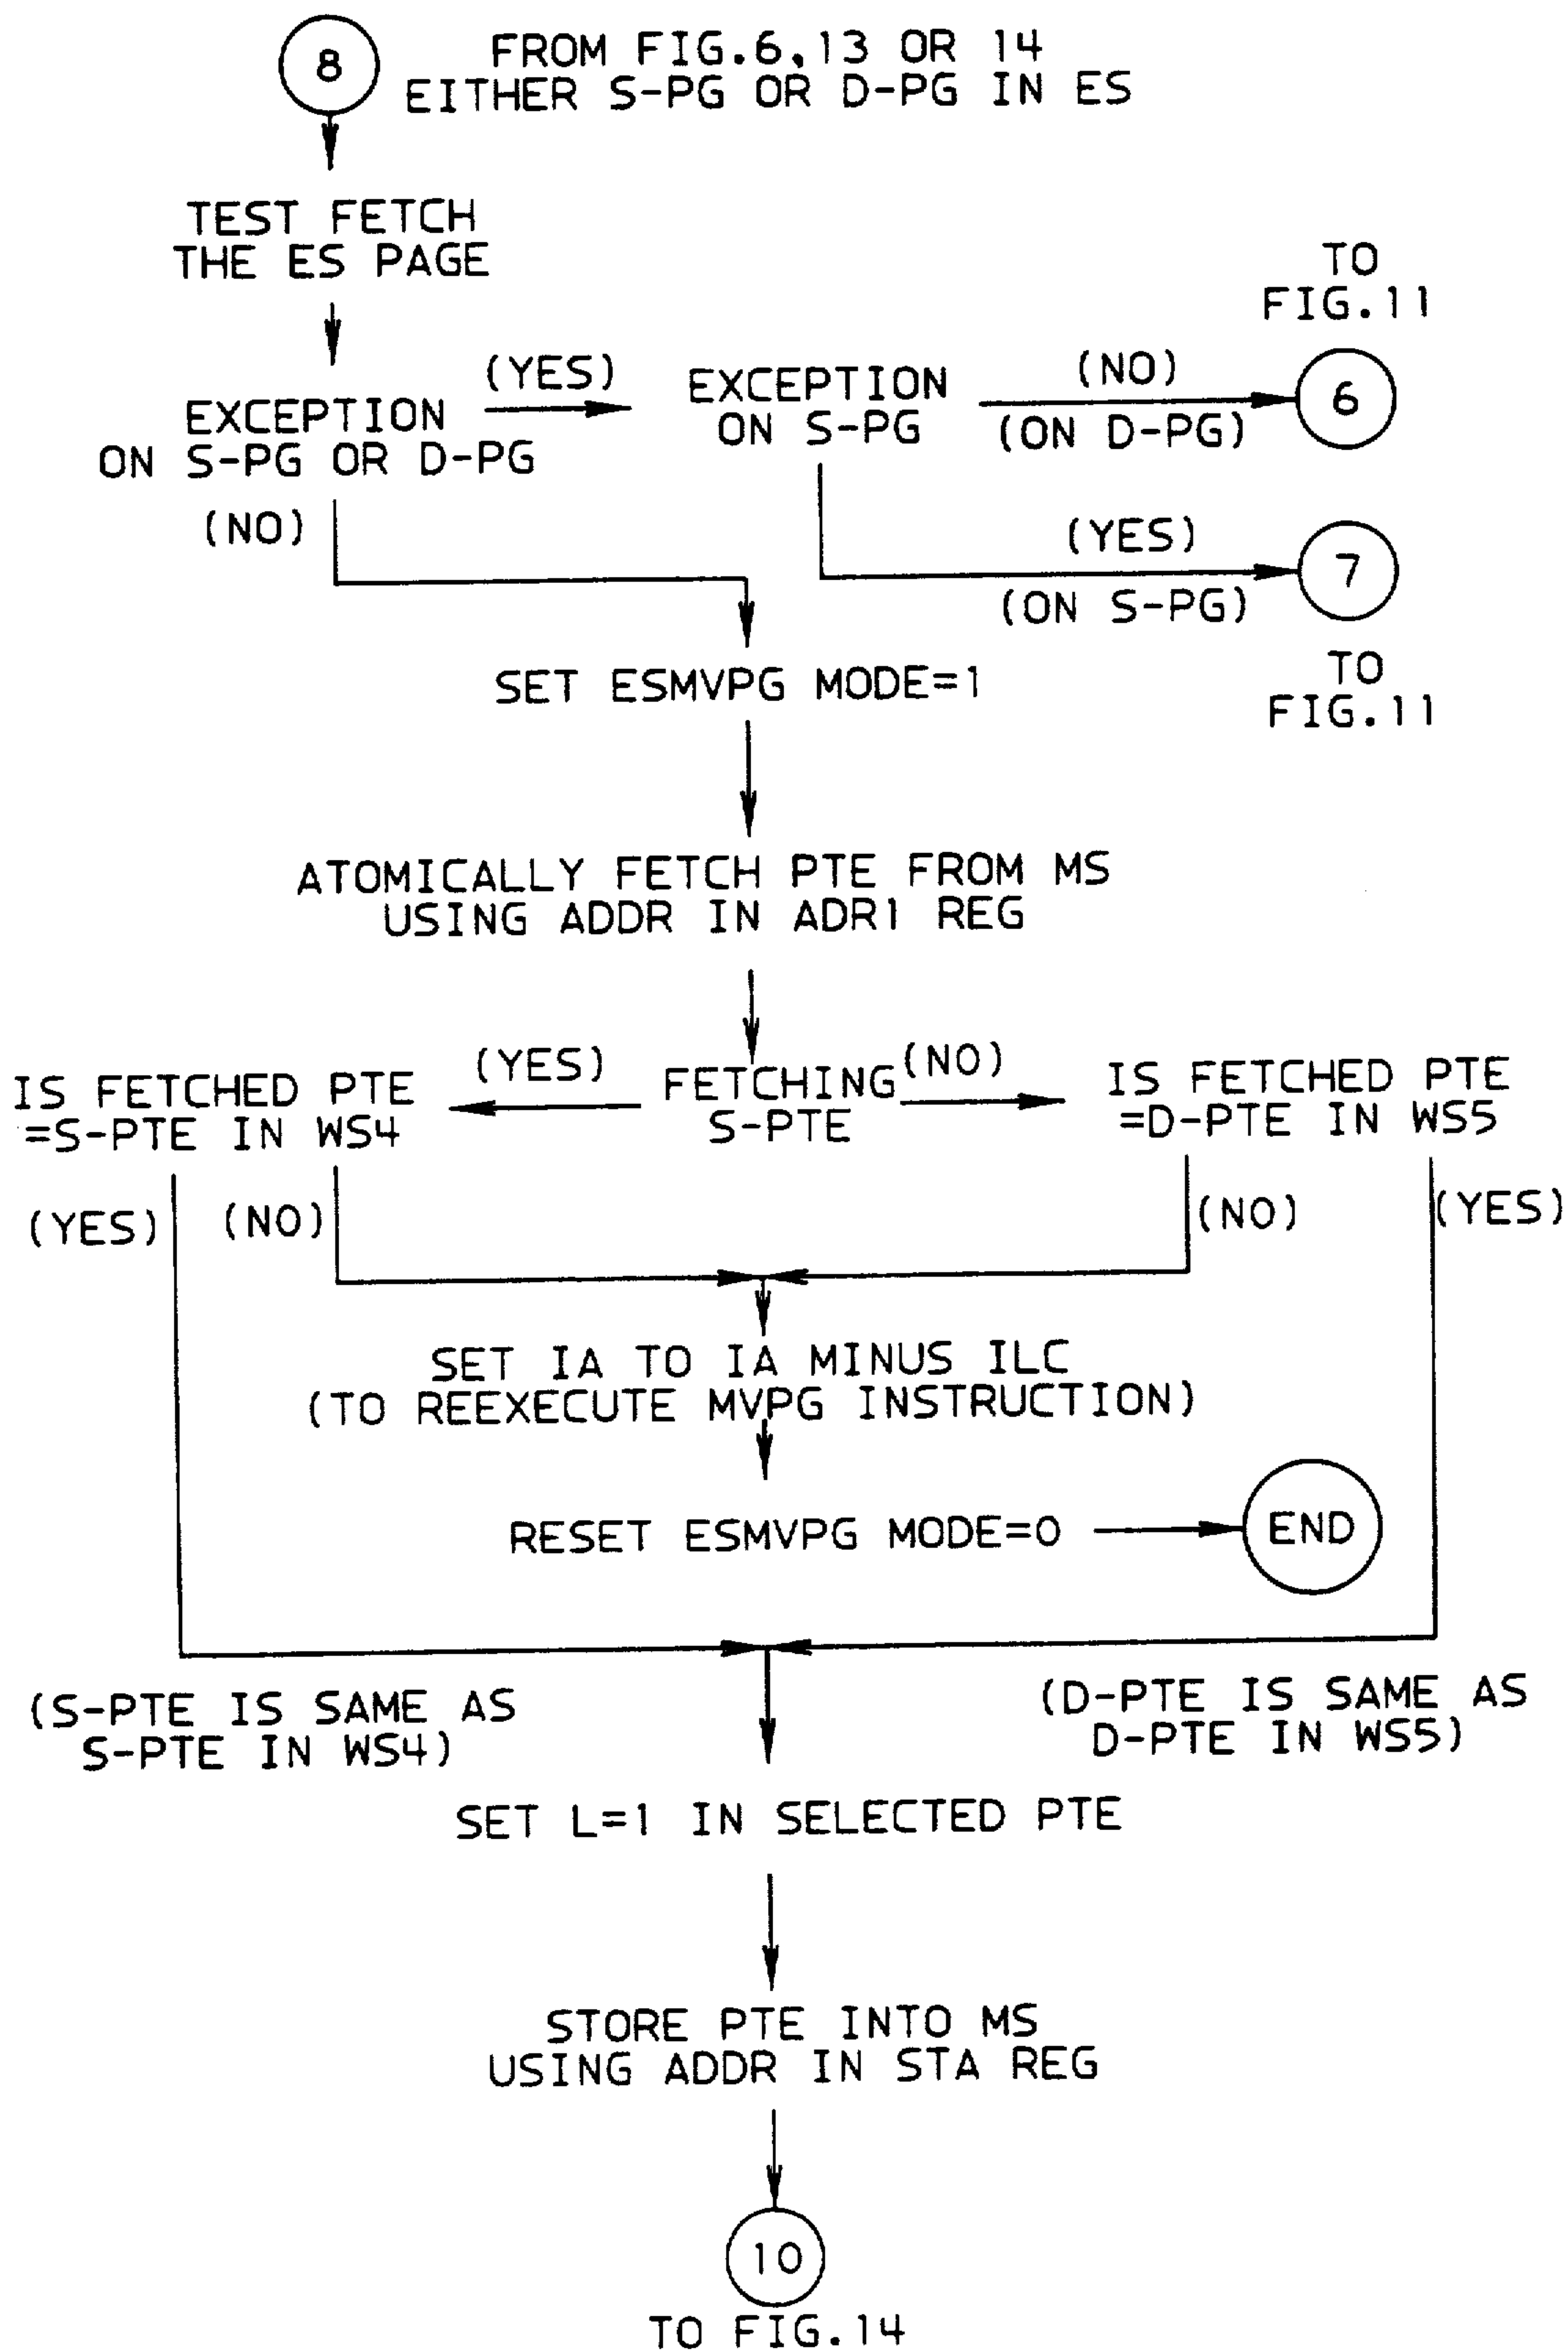 8
FROM FIG.6,13 OR 14
EITHER S-PG OR D-PG IN ES
TEST FETCH
THE ES PAGE
TO
FIG.11
EXCEPTION
ON S-PG OR D-PG
(YES)
EXCEPTION
ON S-PG
(NO)
(ON D-PG)
6
(NO)
(YES)
(ON S-PG)
7
TO
FIG.11
SET ESMVPG MODE=1
ATOMICALLY FETCH PTE FROM MS
USING ADDR IN ADR1 REG
IS FETCHED PTE
=S-PTE IN WS4
(YES)
FETCHING
S-PTE
(NO)
IS FETCHED PTE
=D-PTE IN WS5
(YES)
(NO)
(NO)
(YES)
SET IA TO IA MINUS ILC
(TO REEXECUTE MVPG INSTRUCTION)
RESET ESMVPG MODE=0
END
(S-PTE IS SAME AS
S-PTE IN WS4)
(D-PTE IS SAME AS
D-PTE IN WS5)
SET L=1 IN SELECTED PTE
STORE PTE INTO MS
USING ADDR IN STA REG
10
TO FIG.14